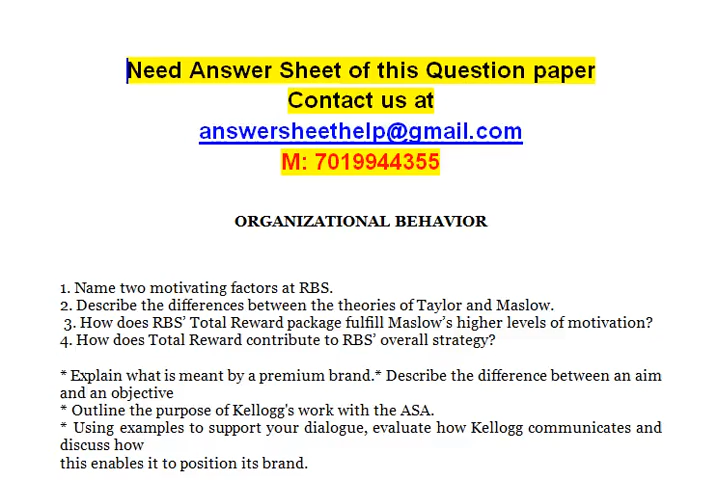 Need Answer Sheet of this Question paper
Contact us at
answersheethelp@gmail.com
M: 7019944355
ORGANIZATIONAL BEHAVIOR
1. Name two motivating factors at RBS.
2. Describe the differences between the theories of Taylor and Maslow.
3. How does RBS' Total Reward package fulfill Maslow's higher levels of motivation?
4. How does Total Reward contribute to RBS' overall strategy?
* Explain what is meant by a premium brand.* Describe the difference between an aim
and an objective
* Outline the purpose of Kellogg's work with the ASA.
* Using examples to support your dialogue, evaluate how Kellogg communicates and
discuss how
this enables it to position its brand.